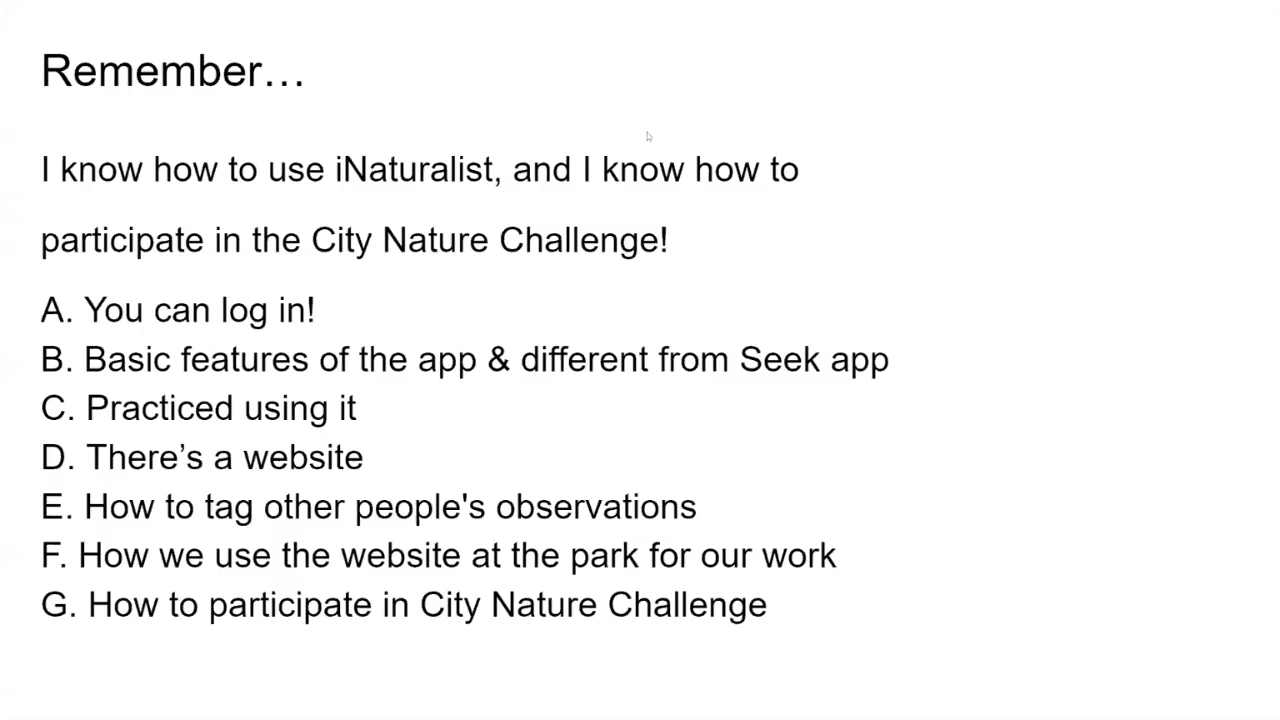 Remember…
I know how to use iNaturalist, and I know how to
participate in the City Nature Challenge!
A. You can log in!
B. Basic features of the app & different from Seek app
C. Practiced using it
D. There’s a website
E. How to tag other people's observations
F. How we use the website at the park for our work
G. How to participate in City Nature Challenge